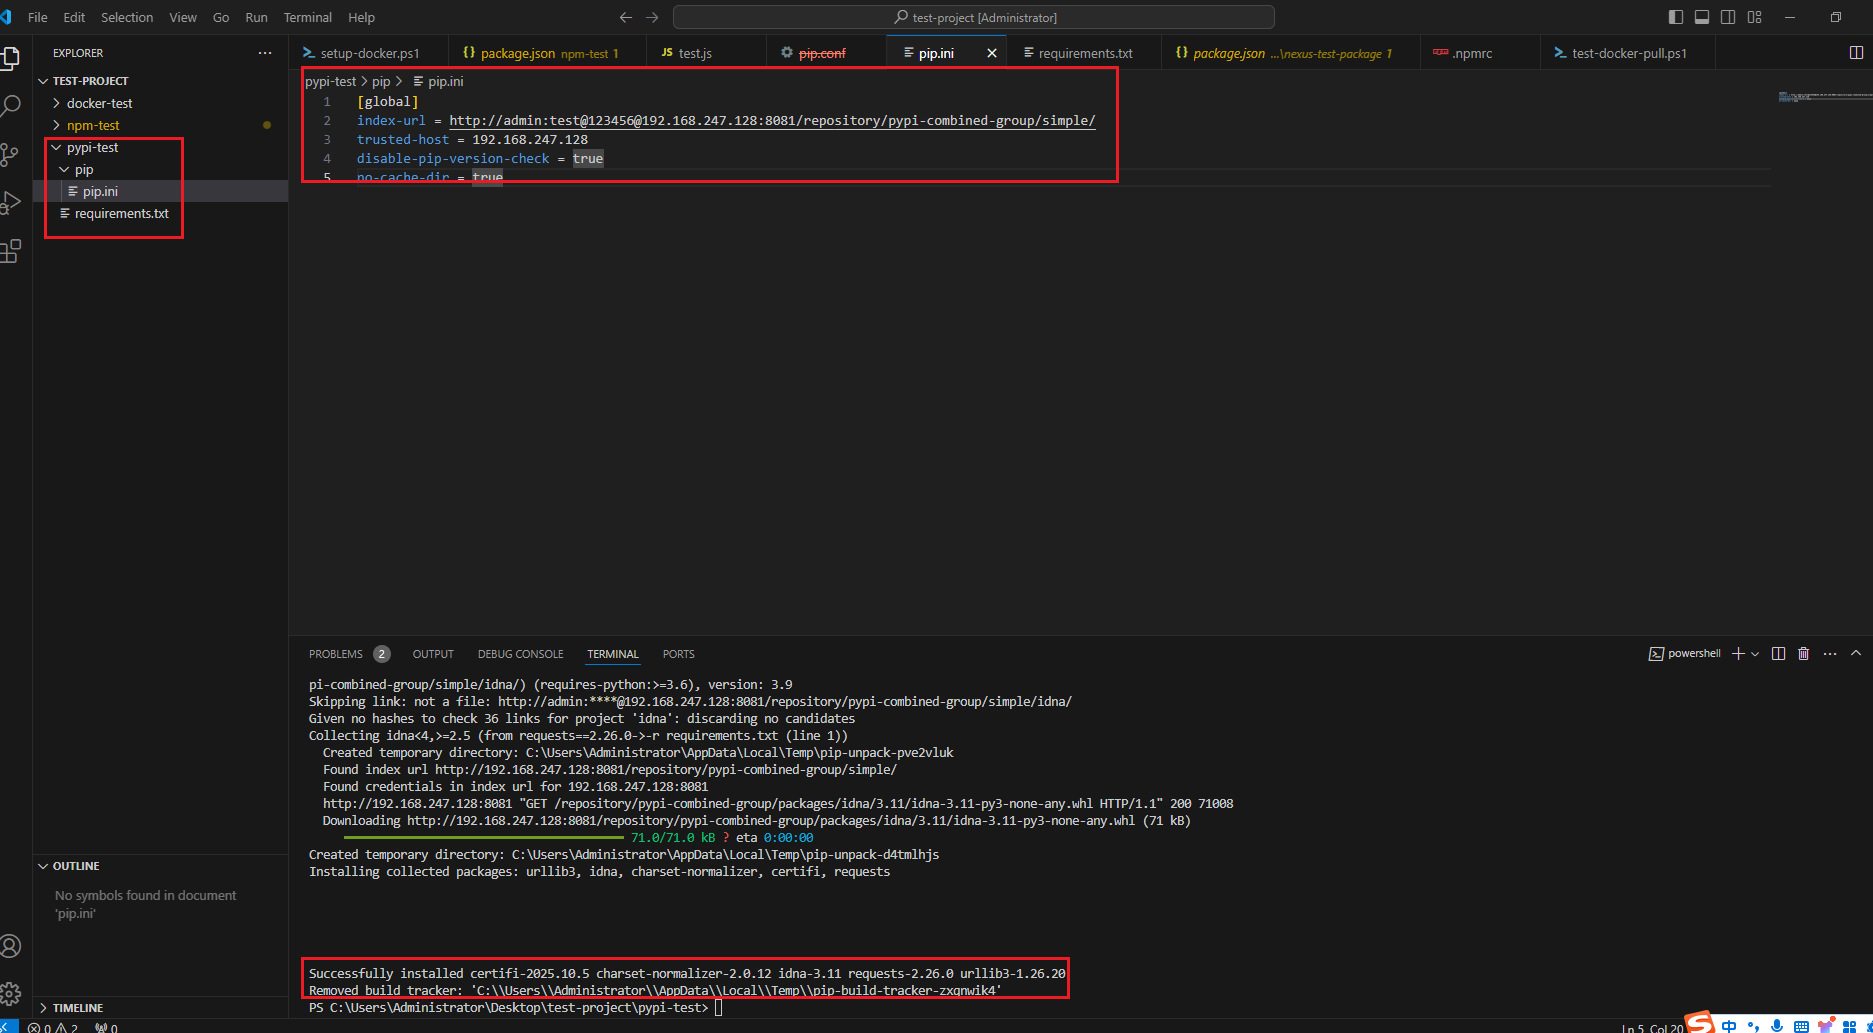 File Edit Selection View Go Run Terminal Help
test-project [Administrator]
EXPLORER
TEST-PROJECT
docker-test
npm-test
pypi-test
pip
pip.ini
requirements.txt
OUTLINE
No symbols found in document
'pip.ini'
TIMELINE
setup-docker.ps1
{} package.json npm-test 1
JS test.js
pip.conf
pip.ini
requirements.txt
{} package.json ...\nexus-test-package 1
.npmrc
test-docker-pull.ps1
pypi-test > pip > pip.ini
1 [global]
2 index-url = http://admin:test@123456@192.168.247.128:8081/repository/pypi-combined-group/simple/
3 trusted-host = 192.168.247.128
4 disable-pip-version-check = true
5 no-cache-dir = true
PROBLEMS 2 OUTPUT DEBUG CONSOLE TERMINAL PORTS
powershell
pi-combined-group/simple/idna/) (requires-python:>=3.6), version: 3.9
Skipping link: not a file: http://admin:****@192.168.247.128:8081/repository/pypi-combined-group/simple/idna/
Given no hashes to check 36 links for project 'idna': discarding no candidates
Collecting idna<4,>=2.5 (from requests==2.26.0->-r requirements.txt (line 1))
Created temporary directory: C:\Users\Administrator\AppData\Local\Temp\pip-unpack-pve2vluk
Found index url http://192.168.247.128:8081/repository/pypi-combined-group/simple/
Found credentials in index url for 192.168.247.128:8081
http://192.168.247.128:8081 "GET /repository/pypi-combined-group/packages/idna/3.11/idna-3.11-py3-none-any.whl HTTP/1.1" 200 71008
Downloading http://192.168.247.128:8081/repository/pypi-combined-group/packages/idna/3.11/idna-3.11-py3-none-any.whl (71 kB)
71.0/71.0 kB ? eta 0:00:00
Created temporary directory: C:\Users\Administrator\AppData\Local\Temp\pip-unpack-d4tmlhjs
Installing collected packages: urllib3, idna, charset-normalizer, certifi, requests
Successfully installed certifi-2025.10.5 charset-normalizer-2.0.12 idna-3.11 requests-2.26.0 urllib3-1.26.20
Removed build tracker: 'C:\\Users\\Administrator\\AppData\\Local\\Temp\\pip-build-tracker-zxqnwik4'
PS C:\Users\Administrator\Desktop\test-project\pypi-test>
0 2 0
Ln 5, Col 20
中